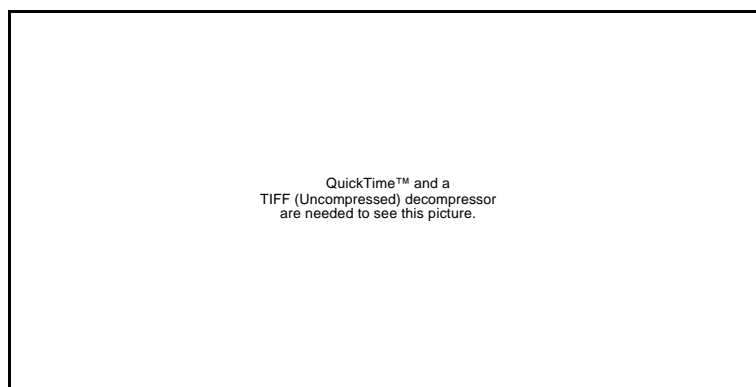 QuickTime™ and a
TIFF (Uncompressed) decompressor
are needed to see this picture.